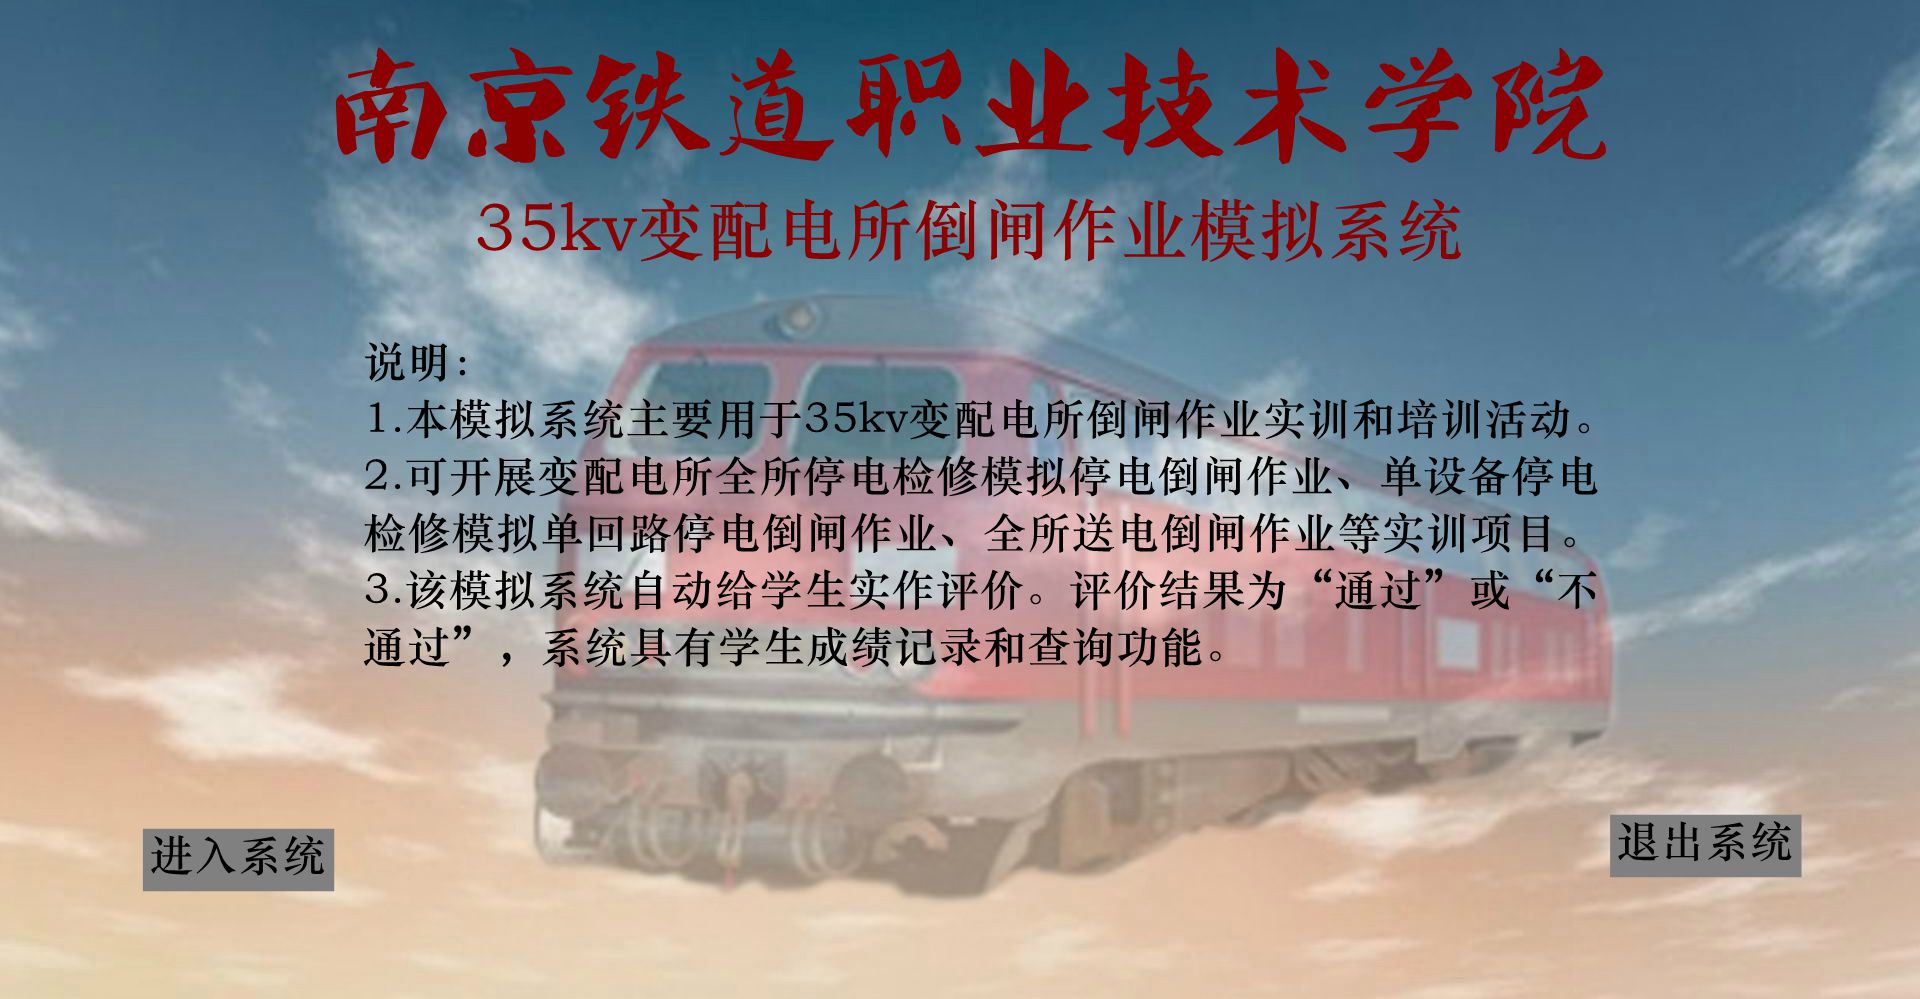 南京铁道职业技术学院
35kv变配电所倒闸作业模拟系统
说明：
1.本模拟系统主要用于35kv变配电所倒闸作业实训和培训活动。
2.可开展变配电所全所停电检修模拟停电倒闸作业、单设备停电
检修模拟单回路停电倒闸作业、全所送电倒闸作业等实训项目。
3.该模拟系统自动给学生实作评价。评价结果为“通过”或“不
通过”，系统具有学生成绩记录和查询功能。
进入系统
退出系统